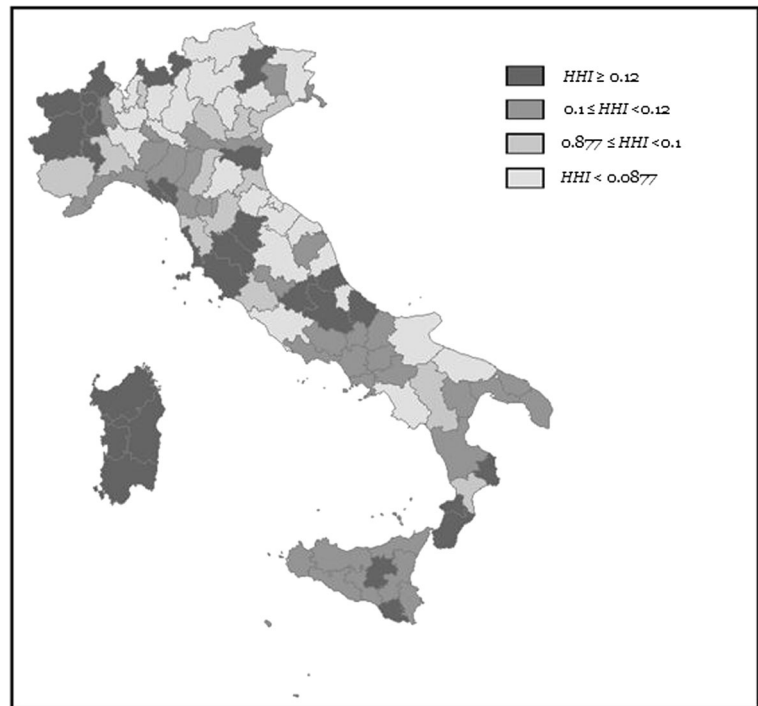 HHI ≥ 0.12
0.1 ≤ HHI <0.12
0.877 ≤ HHI <0.1
HHI < 0.0877